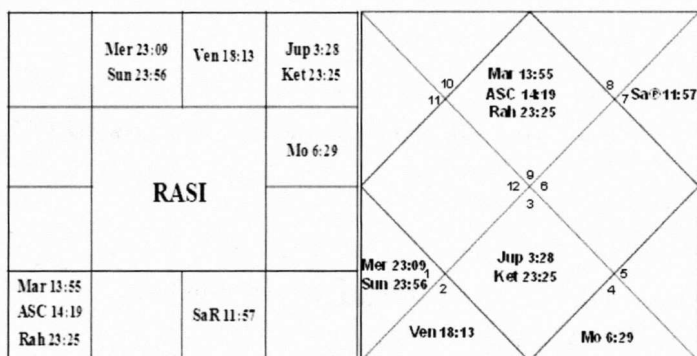 Mer 23:09
Sun 23:56
Ven 18:13
Jup 3:28
Ket 23:25
Mo 6:29
RASI
Mar 13:55
ASC 14:19
Rah 23:25
SaR 11:57
10
11
Mar 13:55
ASC 14:19
Rah 23:25
8
7
Sa® 11:57
9
12 6
3
Mer 23:09
Sun 23:56
1
2
Jup 3:28
Ket 23:25
5
4
Ven 18:13
Mo 6:29